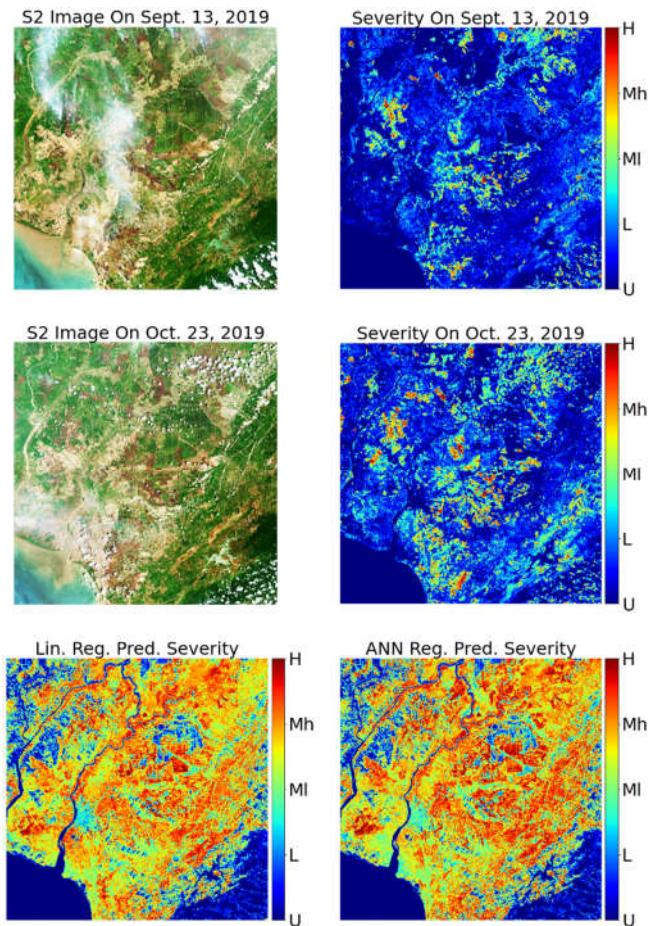 S2 Image On Sept. 13, 2019
Severity On Sept. 13, 2019
H
Mh
Ml
L
U
S2 Image On Oct. 23, 2019
Severity On Oct. 23, 2019
H
Mh
Ml
L
U
Lin. Reg. Pred. Severity
H
Mh
Ml
L
U
ANN Reg. Pred. Severity
H
Mh
Ml
L
U